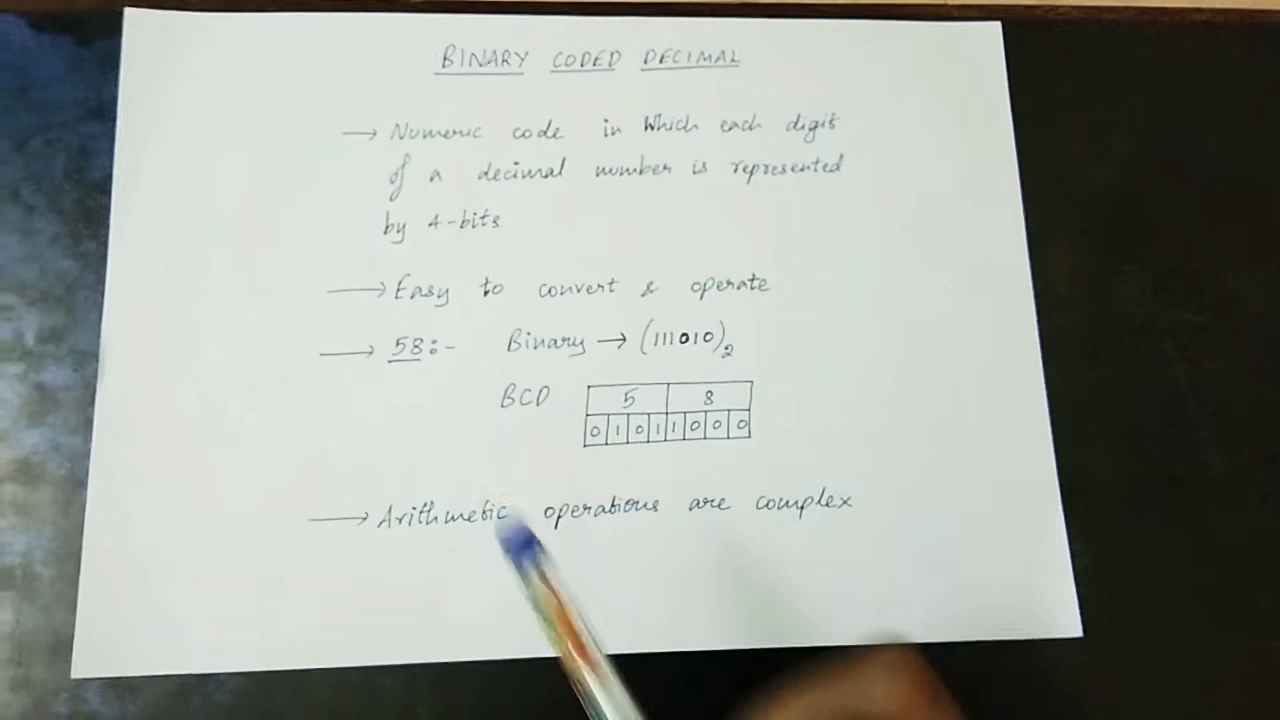 BINARY CODED DECIMAL
→ Numeric code in Which each digit
of a decimal number is represented
by 4-bits
→ Easy to convert & operate
→ 58:- Binary → (111010)₂
BCD 5 8
0 1 0 1 1 0 0 0
→ Arithmetic operations are complex